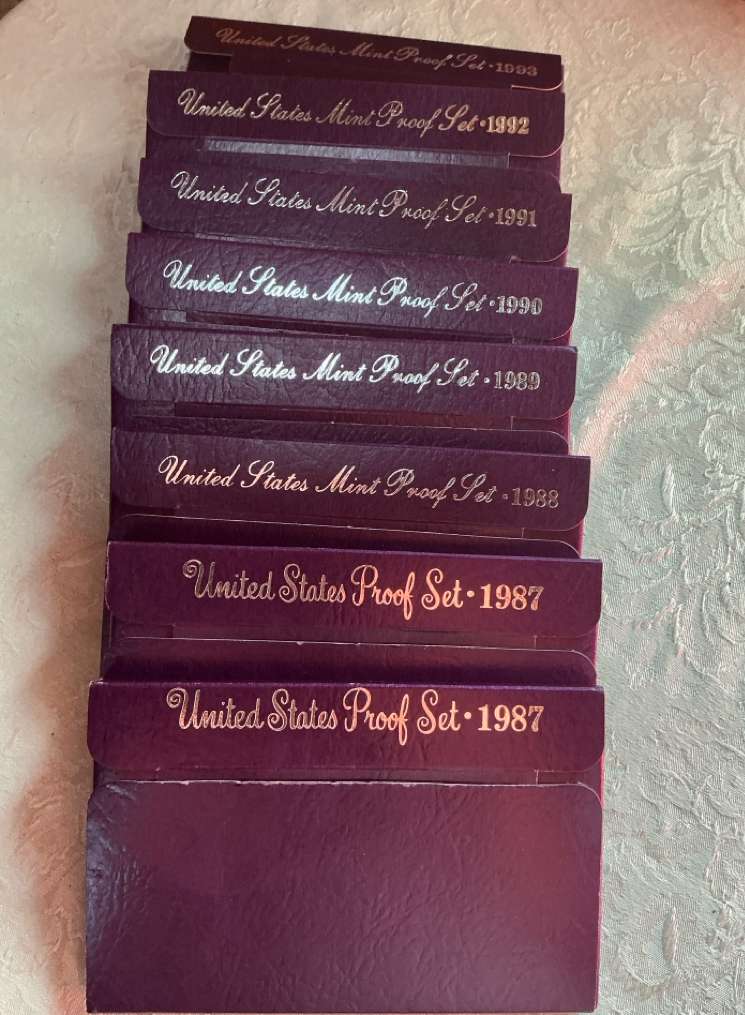 United States Mint Proof Set · 1993
United States Mint Proof Set · 1992
United States Mint Proof Set · 1991
United States Mint Proof Set · 1990
United States Mint Proof Set · 1989
United States Mint Proof Set · 1988
United States Proof Set · 1987
United States Proof Set · 1987